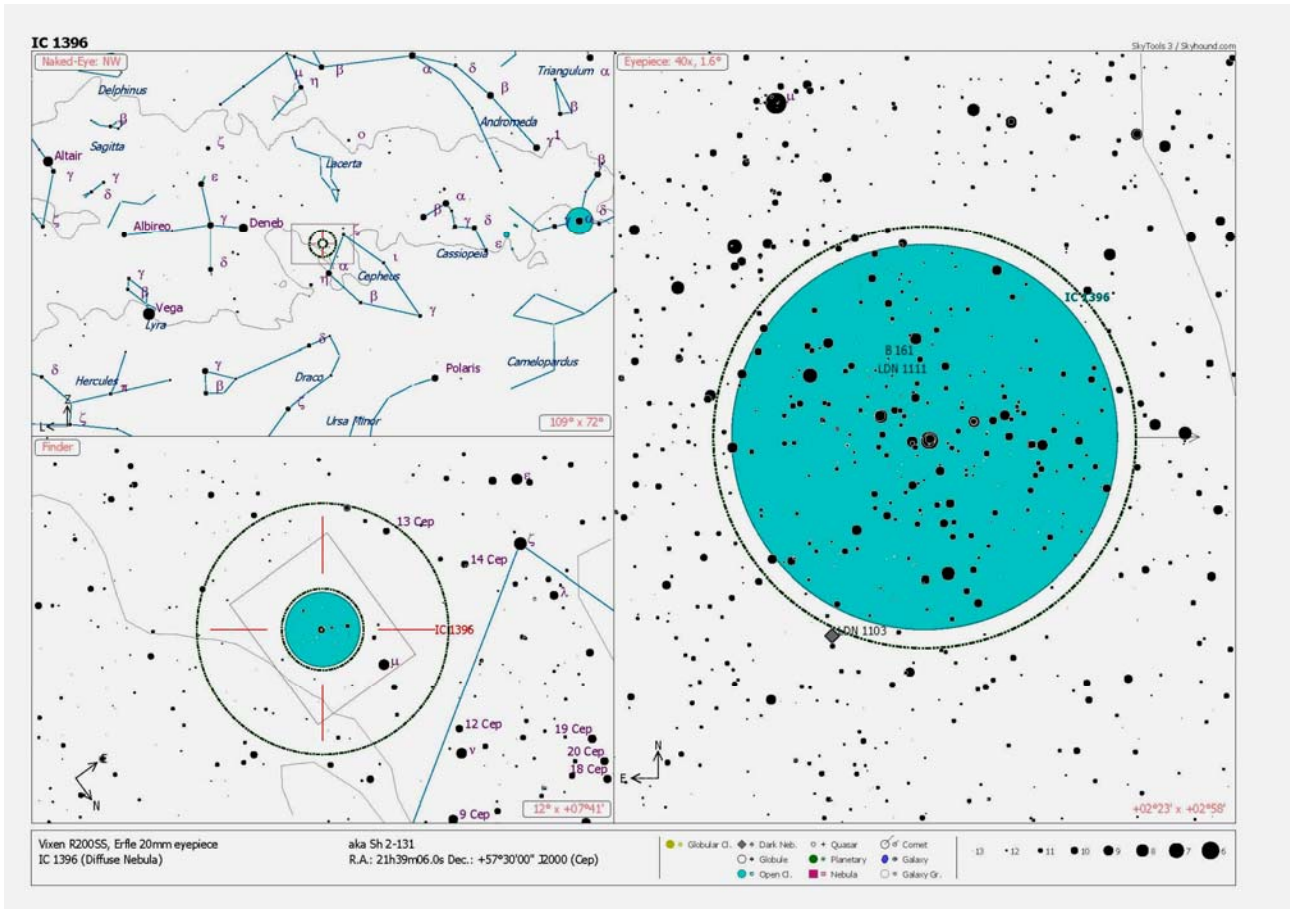 IC 1396
SkyTools 3 / Skyhound.com
Naked-Eye: NW
Delphinus
μ
η
β
α
δ
β
Triangulum
α
β
Andromeda
γ1
β
Sagitta
ζ
ο
Lacerta
β
Altair
γ
γ
δ
ε
α
β
γ
δ
γ
α
δ
ζ
Albireo
γ
Deneb
ζ
ε
Cassiopeia
ι
α
η
Cepheus
δ
γ
β
β
γ
Vega
Lyra
δ
Camelopardus
δ
Hercules
π
γ
β
Draco
Polaris
Z
L
ζ
ζ
Ursa Minor
109° x 72°
Finder
ε
13 Cep
ζ
14 Cep
λ
IC 1396
μ
12 Cep
ν
19 Cep
20 Cep
18 Cep
E
N
9 Cep
12° x +07°41'
Eyepiece: 40x, 1.6°
μ
IC 1396
B 161
LDN 1111
LDN 1103
N
E
+02°23' x +02°58'
Vixen R200SS, Erfle 20mm eyepiece
IC 1396 (Diffuse Nebula)
aka Sh 2-131
R.A.: 21h39m06.0s Dec.: +57°30'00" J2000 (Cep)
Globular Cl. Dark Neb. Quasar Comet
Globule Planetary Galaxy
Open Cl. Nebula Galaxy Gr.
13 12 11 10 9 8 7 6